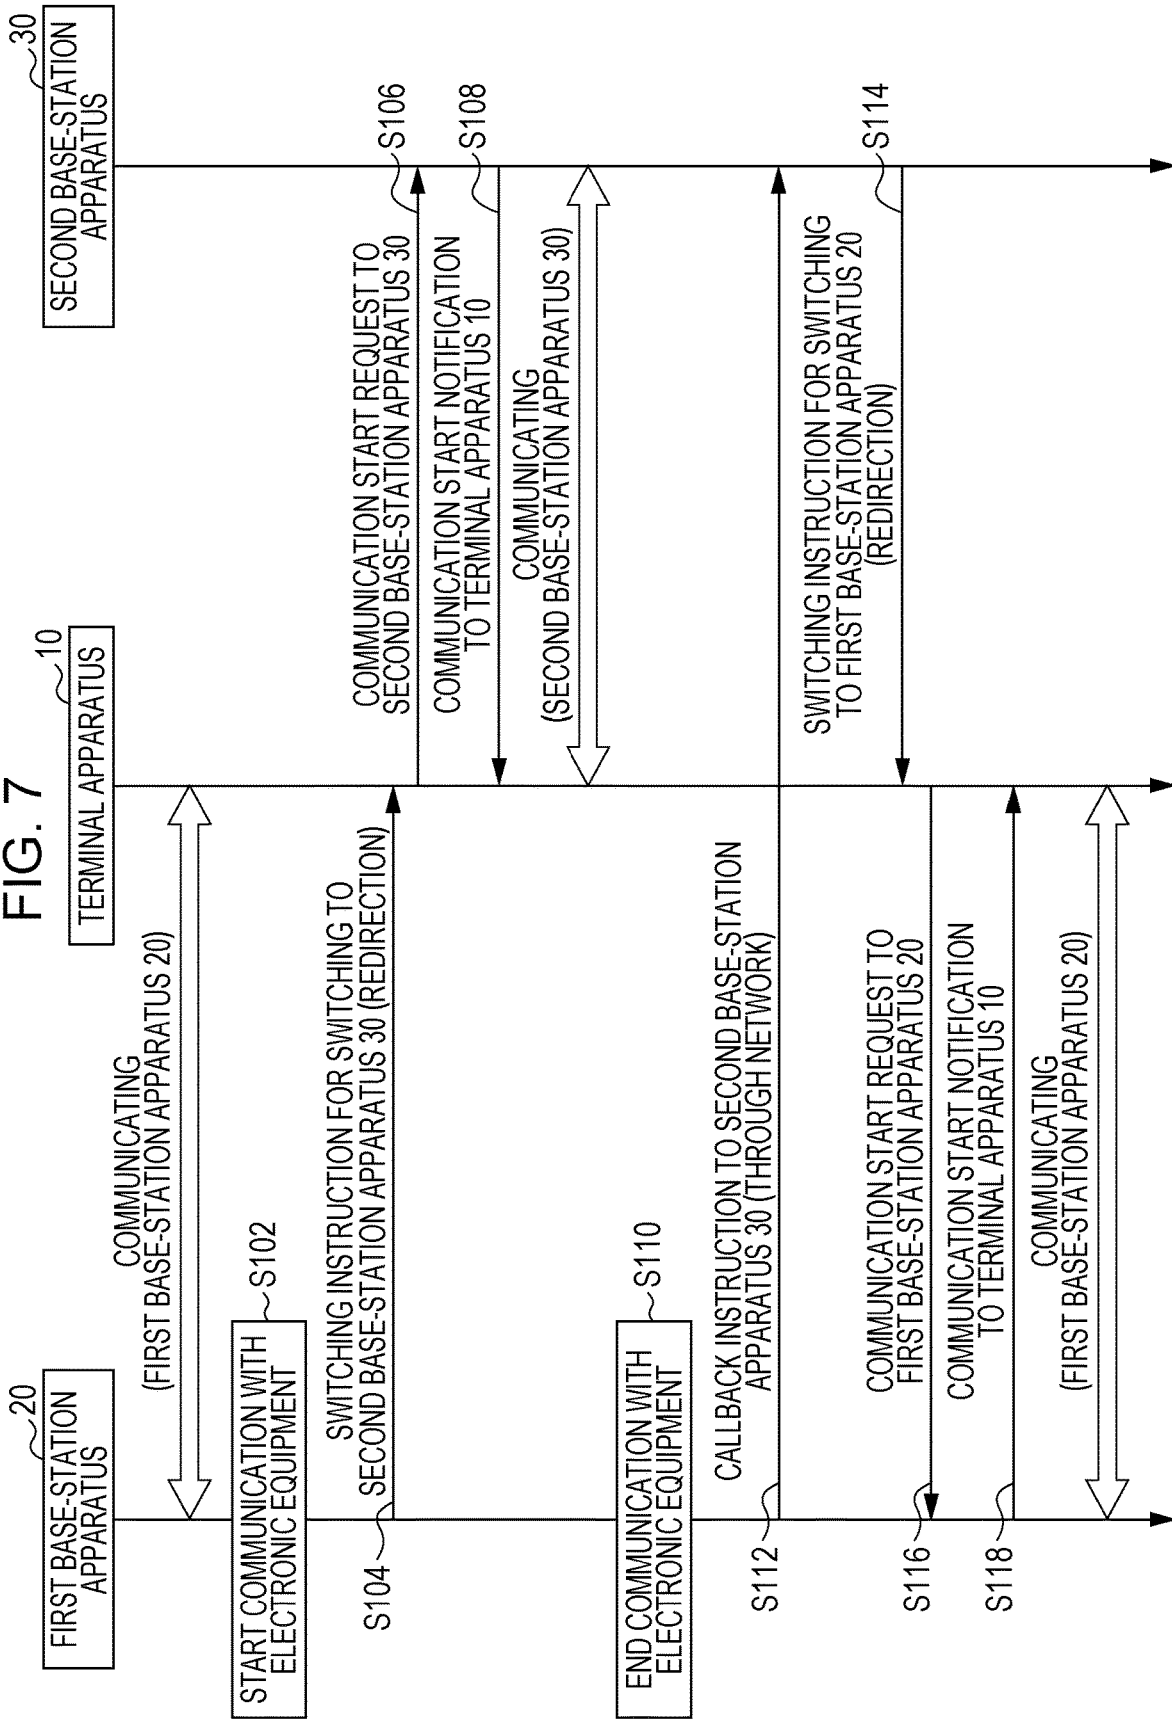 FIG. 7
20
FIRST BASE-STATION
APPARATUS
10
TERMINAL APPARATUS
30
SECOND BASE-STATION
APPARATUS
COMMUNICATING
(FIRST BASE-STATION APPARATUS 20)
START COMMUNICATION WITH
ELECTRONIC EQUIPMENT
S102
SWITCHING INSTRUCTION FOR SWITCHING TO
SECOND BASE-STATION APPARATUS 30 (REDIRECTION)
S104
COMMUNICATION START REQUEST TO
SECOND BASE-STATION APPARATUS 30
S106
COMMUNICATION START NOTIFICATION
TO TERMINAL APPARATUS 10
S108
COMMUNICATING
(SECOND BASE-STATION APPARATUS 30)
END COMMUNICATION WITH
ELECTRONIC EQUIPMENT
S110
CALLBACK INSTRUCTION TO SECOND BASE-STATION
APPARATUS 30 (THROUGH NETWORK)
S112
SWITCHING INSTRUCTION FOR SWITCHING
TO FIRST BASE-STATION APPARATUS 20
(REDIRECTION)
S114
COMMUNICATION START REQUEST TO
FIRST BASE-STATION APPARATUS 20
S116
COMMUNICATION START NOTIFICATION
TO TERMINAL APPARATUS 10
S118
COMMUNICATING
(FIRST BASE-STATION APPARATUS 20)